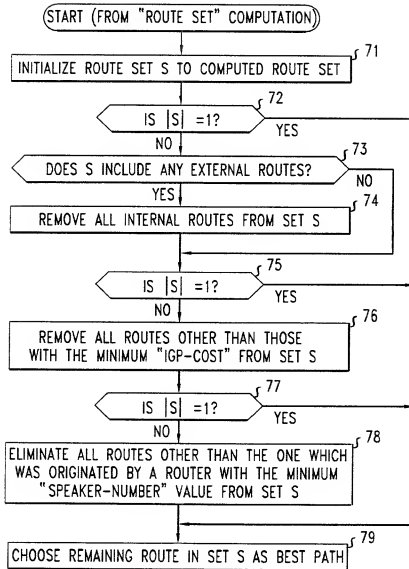 START (FROM "ROUTE SET" COMPUTATION)
71
INITIALIZE ROUTE SET S TO COMPUTED ROUTE SET
72
IS |S| =1?
YES
NO
73
DOES S INCLUDE ANY EXTERNAL ROUTES?
NO
YES
74
REMOVE ALL INTERNAL ROUTES FROM SET S
75
IS |S| =1?
YES
NO
76
REMOVE ALL ROUTES OTHER THAN THOSE
WITH THE MINIMUM "IGP-COST" FROM SET S
77
IS |S| =1?
YES
NO
78
ELIMINATE ALL ROUTES OTHER THAN THE ONE WHICH
WAS ORIGINATED BY A ROUTER WITH THE MINIMUM
"SPEAKER-NUMBER" VALUE FROM SET S
79
CHOOSE REMAINING ROUTE IN SET S AS BEST PATH